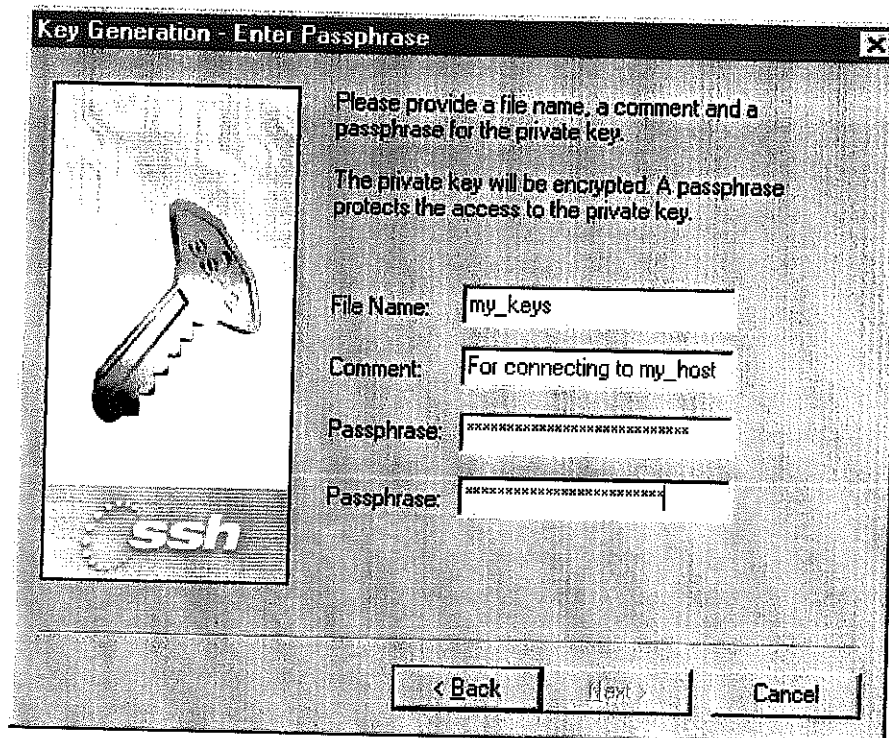 Key Generation - Enter Passphrase
Please provide a file name, a comment and a
passphrase for the private key.
The private key will be encrypted. A passphrase
protects the access to the private key.
File Name: my_keys
Comment: For connecting to my_host
Passphrase: ****************************
Passphrase: *************************
ssh
< Back Next > Cancel